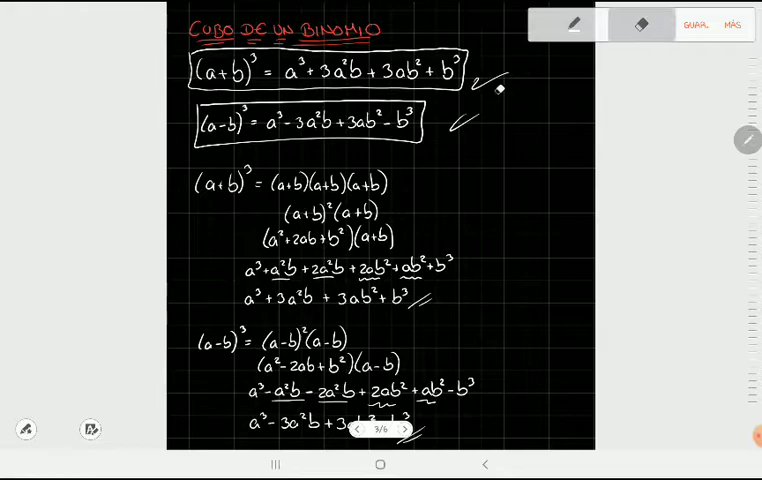 GUAR. MÁS
CUBO DE UN BINOMIO
(a+b)³ = a³ + 3a²b + 3ab² + b³
(a-b)³ = a³ - 3a²b + 3ab² - b³
(a+b)³ = (a+b)(a+b)(a+b)
(a+b)²(a+b)
(a²+2ab+b²)(a+b)
a³+a²b+2a²b+2ab²+ab²+b³
a³ + 3a²b + 3ab² + b³
(a-b)³ = (a-b)²(a-b)
(a²-2ab+b²)(a-b)
a³-a²b-2a²b+2ab²+ab²-b³
a³ - 3a²b + 3a
3/6